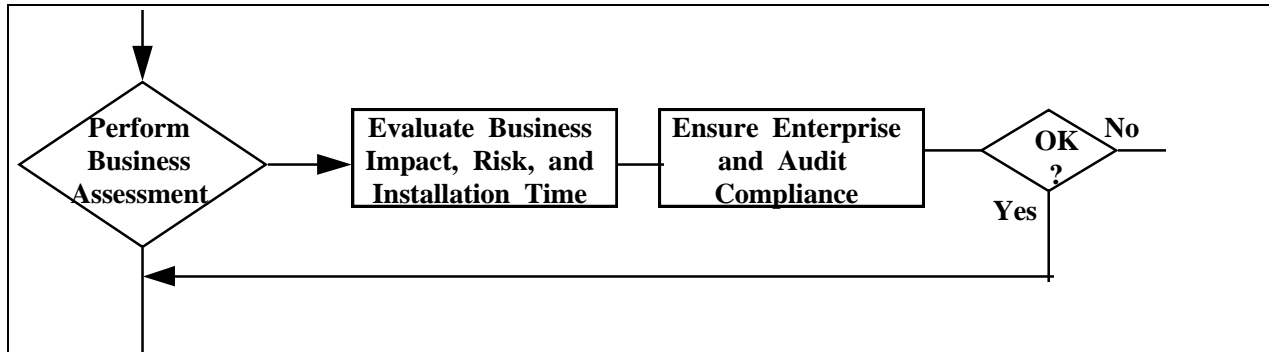 Perform
Business
Assessment
Evaluate Business
Impact, Risk, and
Installation Time
Ensure Enterprise
and Audit
Compliance
OK
?
No
Yes